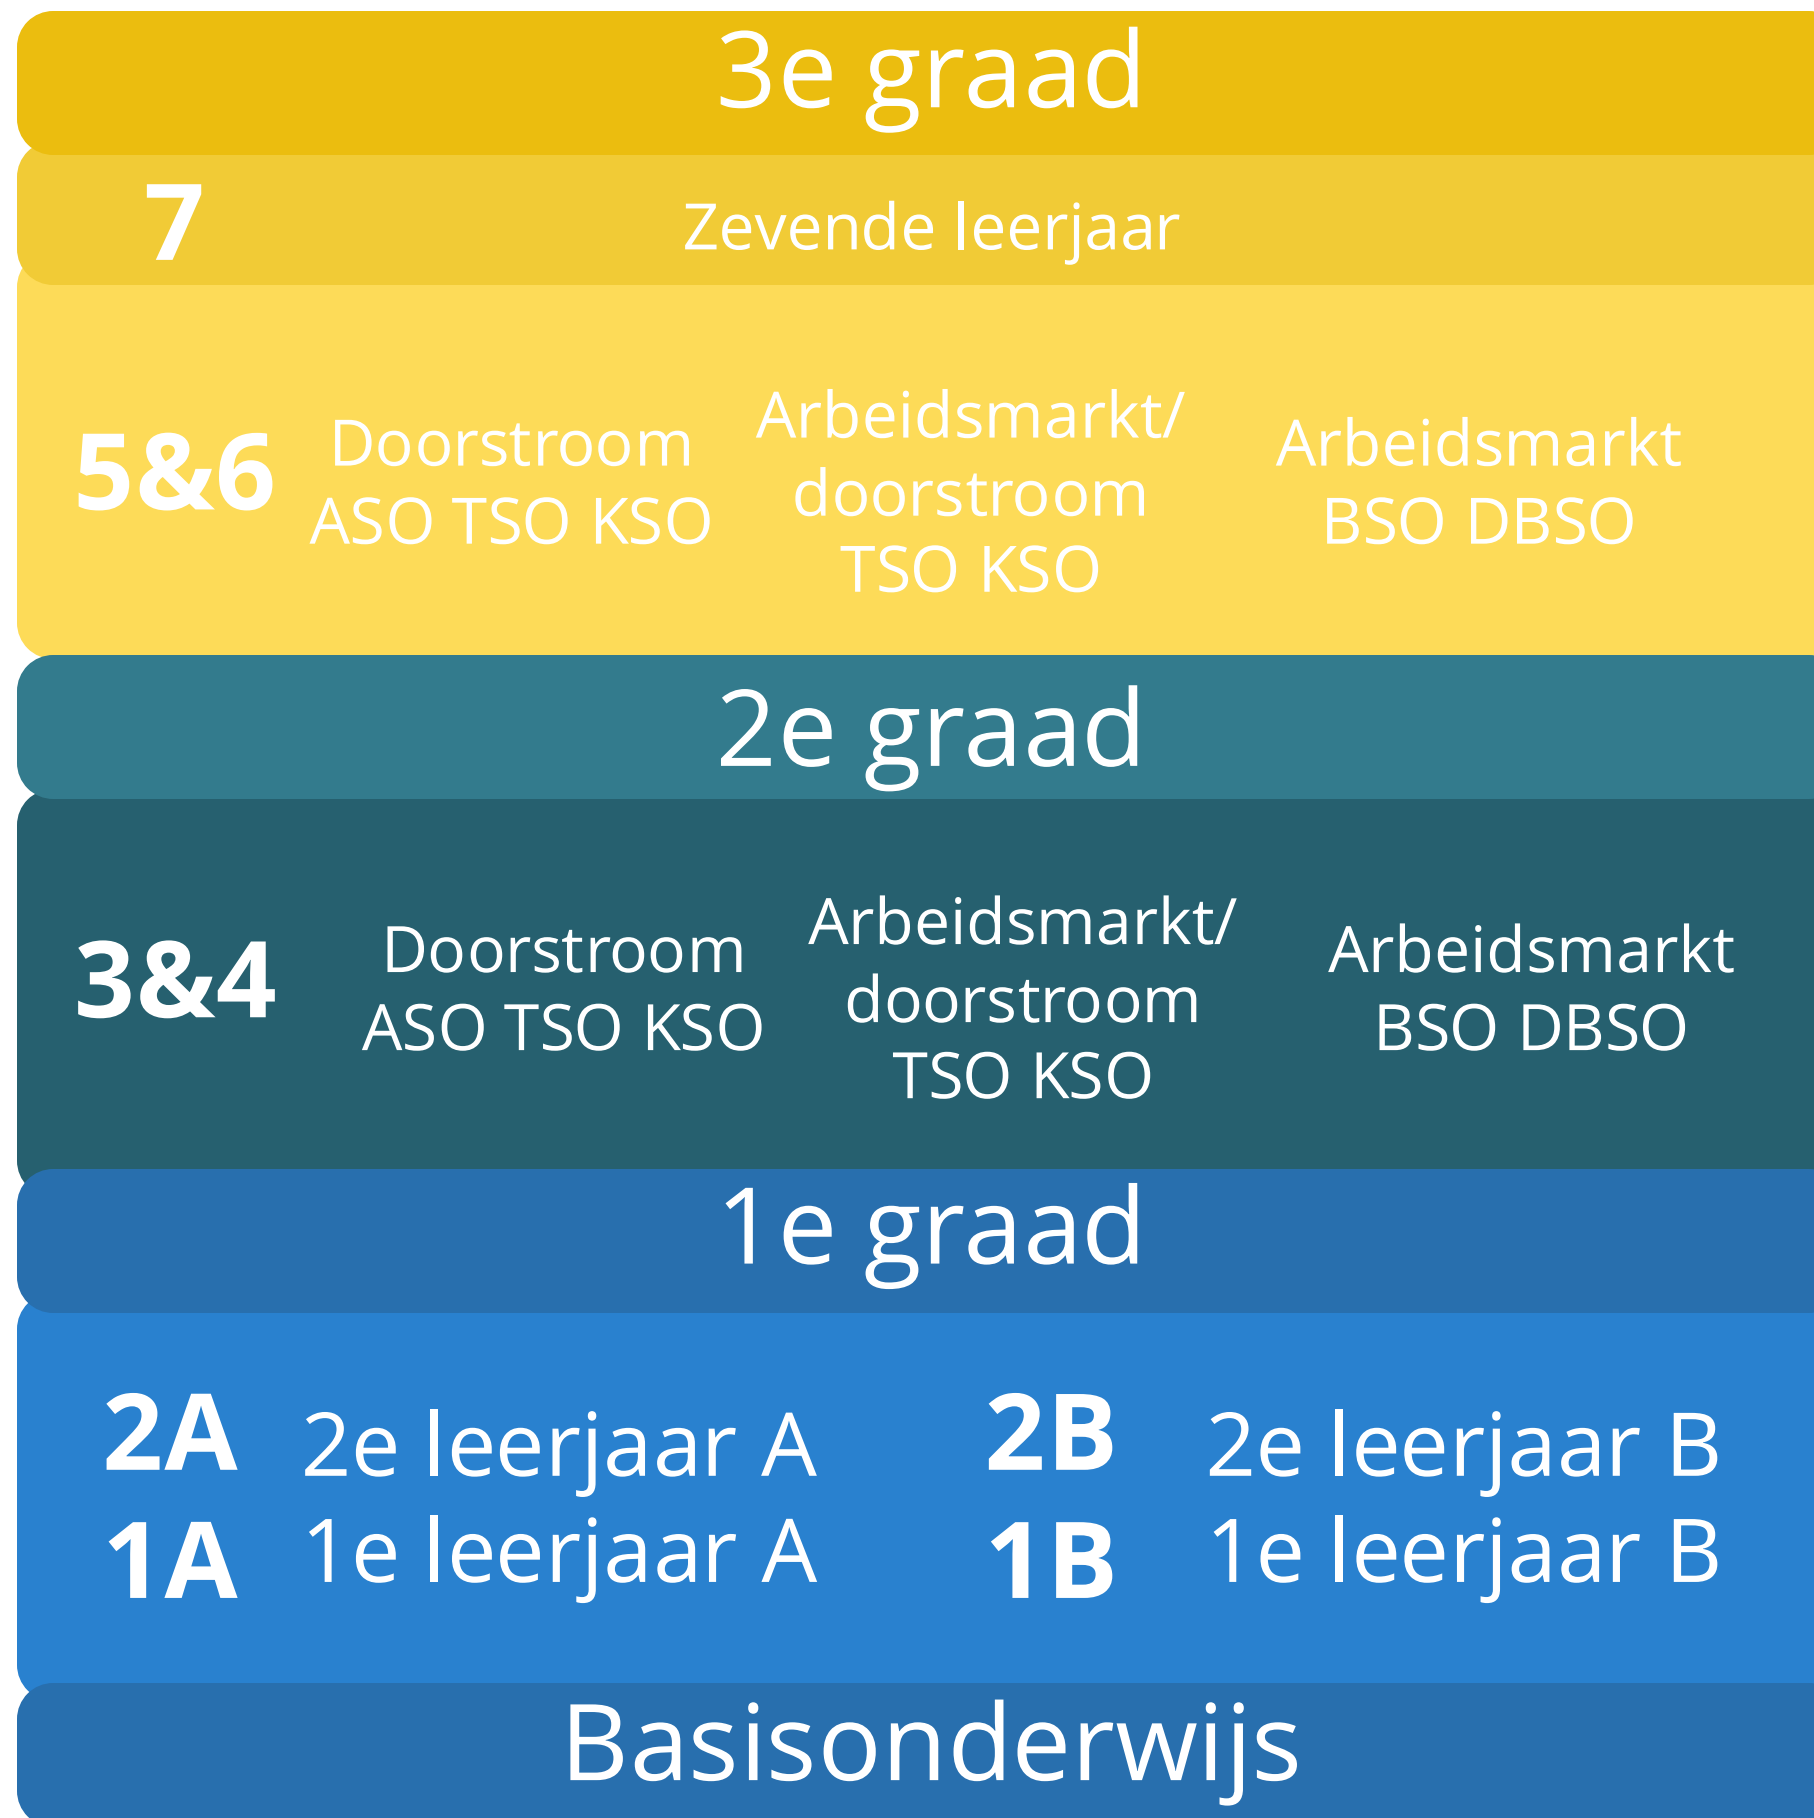 3e graad
7 Zevende leerjaar
5&6
Doorstroom
ASO TSO KSO
Arbeidsmarkt/
doorstroom
TSO KSO
Arbeidsmarkt
BSO DBSO
2e graad
3&4
Doorstroom
ASO TSO KSO
Arbeidsmarkt/
doorstroom
TSO KSO
Arbeidsmarkt
BSO DBSO
1e graad
2A 2e leerjaar A 2B 2e leerjaar B
1A 1e leerjaar A 1B 1e leerjaar B
Basisonderwijs